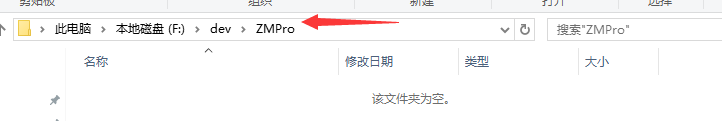 剪贴板 组织 新建 打开 选择
此电脑 本地磁盘 (F:) dev ZMPro 搜索"ZMPro"
名称 修改日期 类型 大小
该文件夹为空。